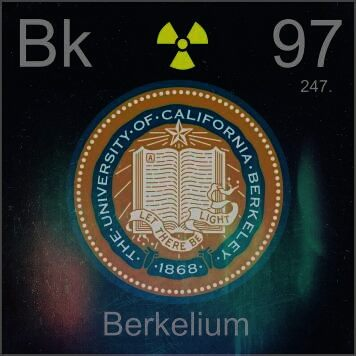 Bk
97
247.
THE·UNIVERSITY·OF·CALIFORNIA·BERKELEY
A
LET THERE BE LIGHT
·1868·
Berkelium